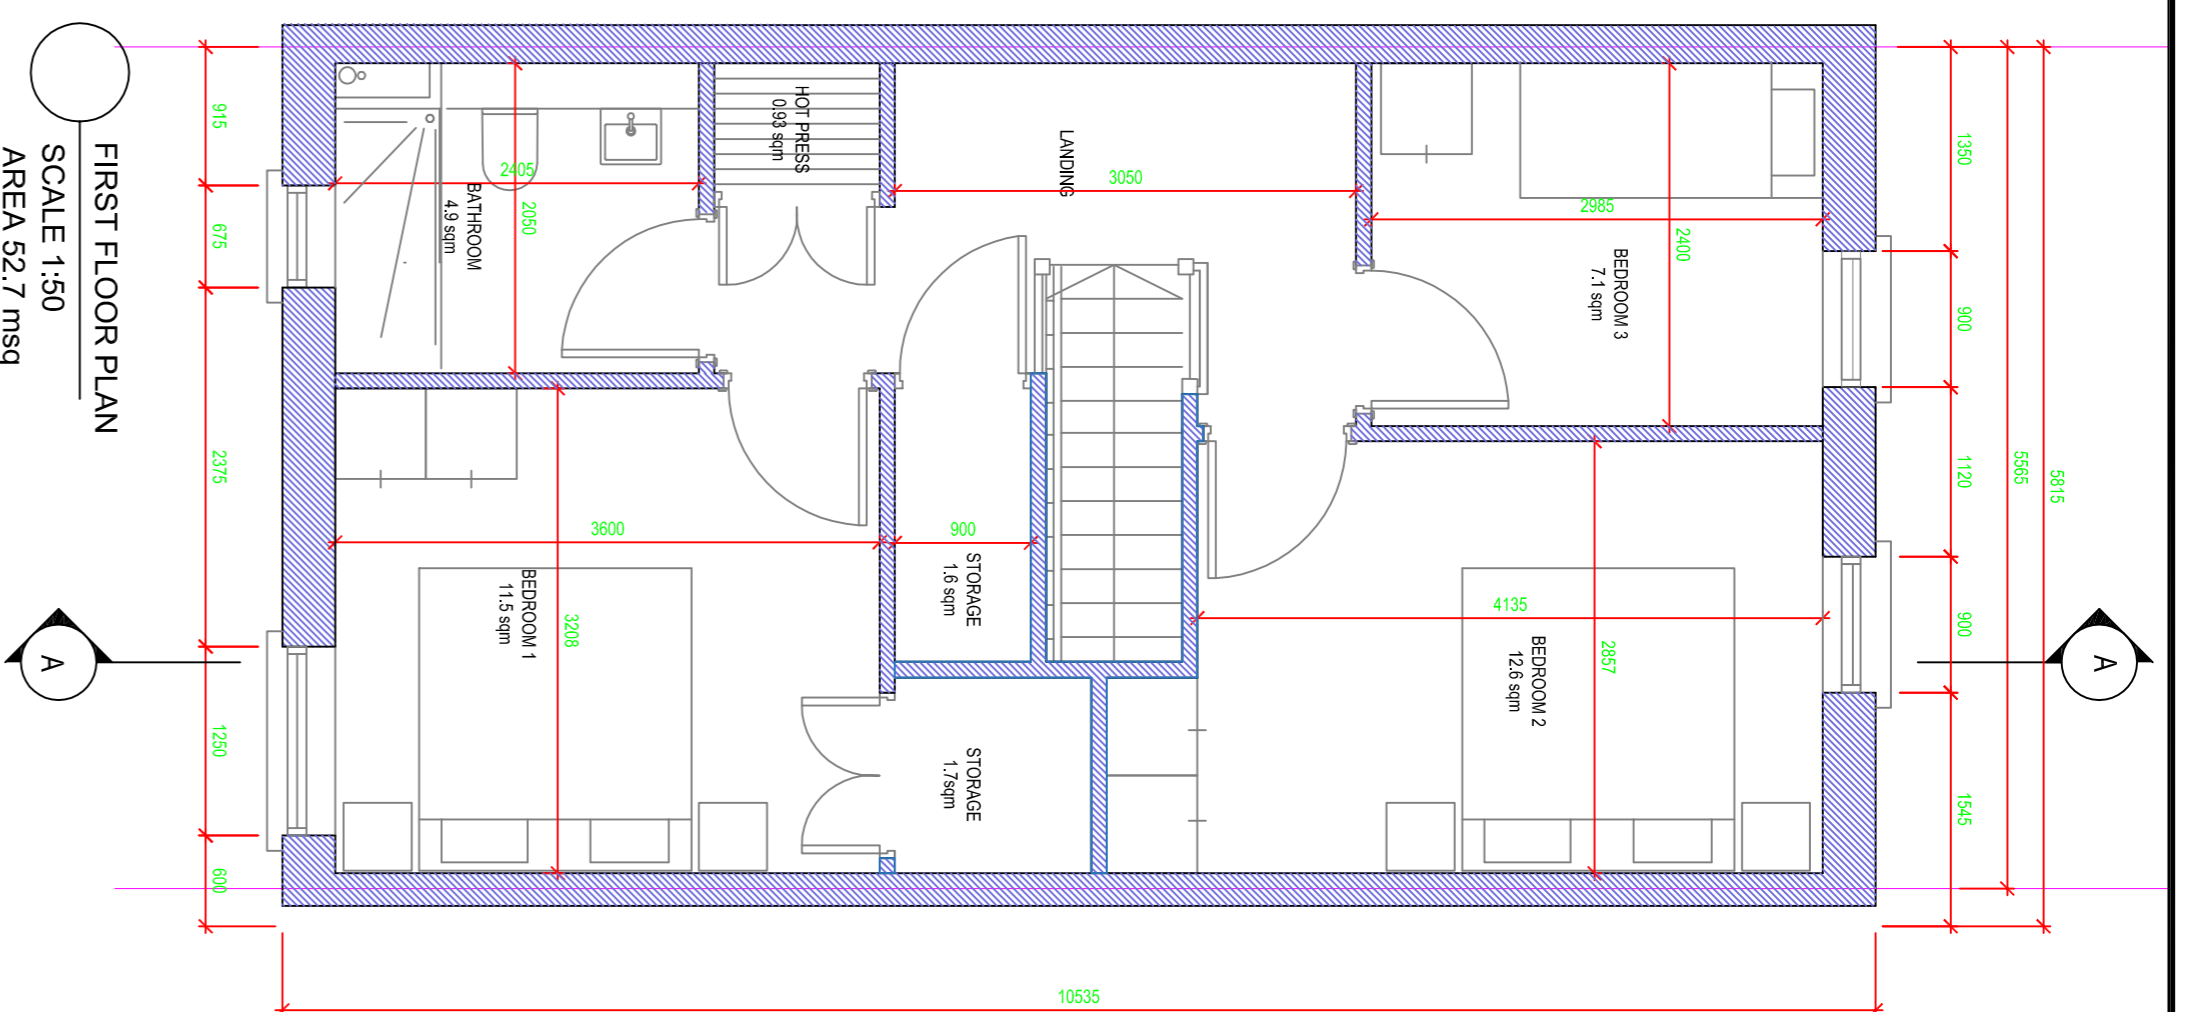 FIRST FLOOR PLAN
SCALE 1:50
AREA 52.7 msq
915
675
2375
1250
600
A
BATHROOM
4.9 sqm
2405
2050
HOT PRESS
0.93 sqm
LANDING
3050
BEDROOM 3
7.1 sqm
2985
2400
BEDROOM 1
11.5 sqm
3600
3208
STORAGE
1.6 sqm
900
STORAGE
1.7sqm
BEDROOM 2
12.6 sqm
4135
2857
1350
900
1120
900
1545
5565
5815
A
10535